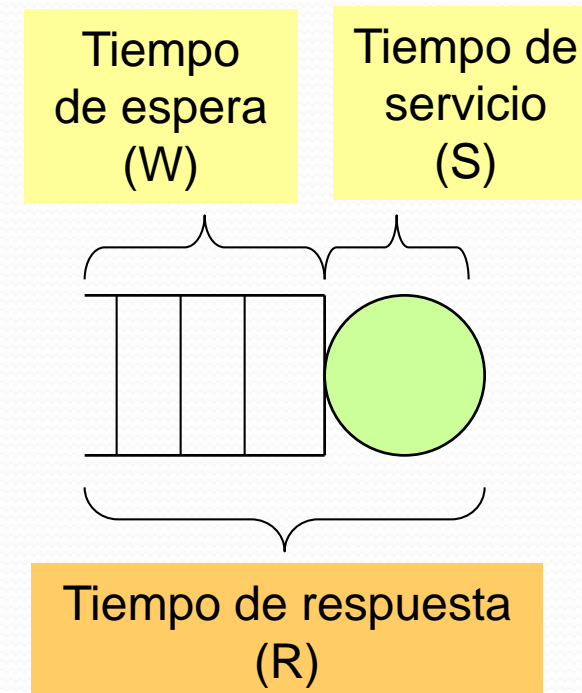 Tiempo
de espera
(W)
Tiempo de
servicio
(S)
Tiempo de respuesta
(R)